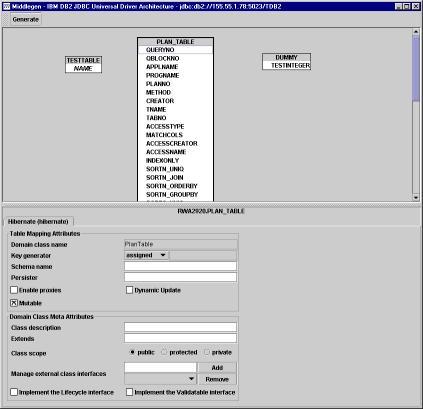 Middlegen - IBM DB2 JDBC Universal Driver Architecture - jdbc:db2://155.55.1.78:5023/TDB2
Generate
TESTTABLE
NAME
PLAN_TABLE
QUERYNO
QBLOCKNO
APPLNAME
PROGNAME
PLANNO
METHOD
CREATOR
TNAME
TABNO
ACCESSTYPE
MATCHCOLS
ACCESSCREATOR
ACCESSNAME
INDEXONLY
SORTN_UNIQ
SORTN_JOIN
SORTN_ORDERBY
SORTN_GROUPBY
DUMMY
TESTINTEGER
RWA2920.PLAN_TABLE
Hibernate (hibernate)
Table Mapping Attributes
Domain class name PlanTable
Key generator assigned
Schema name
Persister
Enable proxies Dynamic Update
Mutable
Domain Class Meta Attributes
Class description
Extends
Class scope public protected private
Manage external class interfaces Add
Remove
Implement the Lifecycle interface Implement the Validatable interface